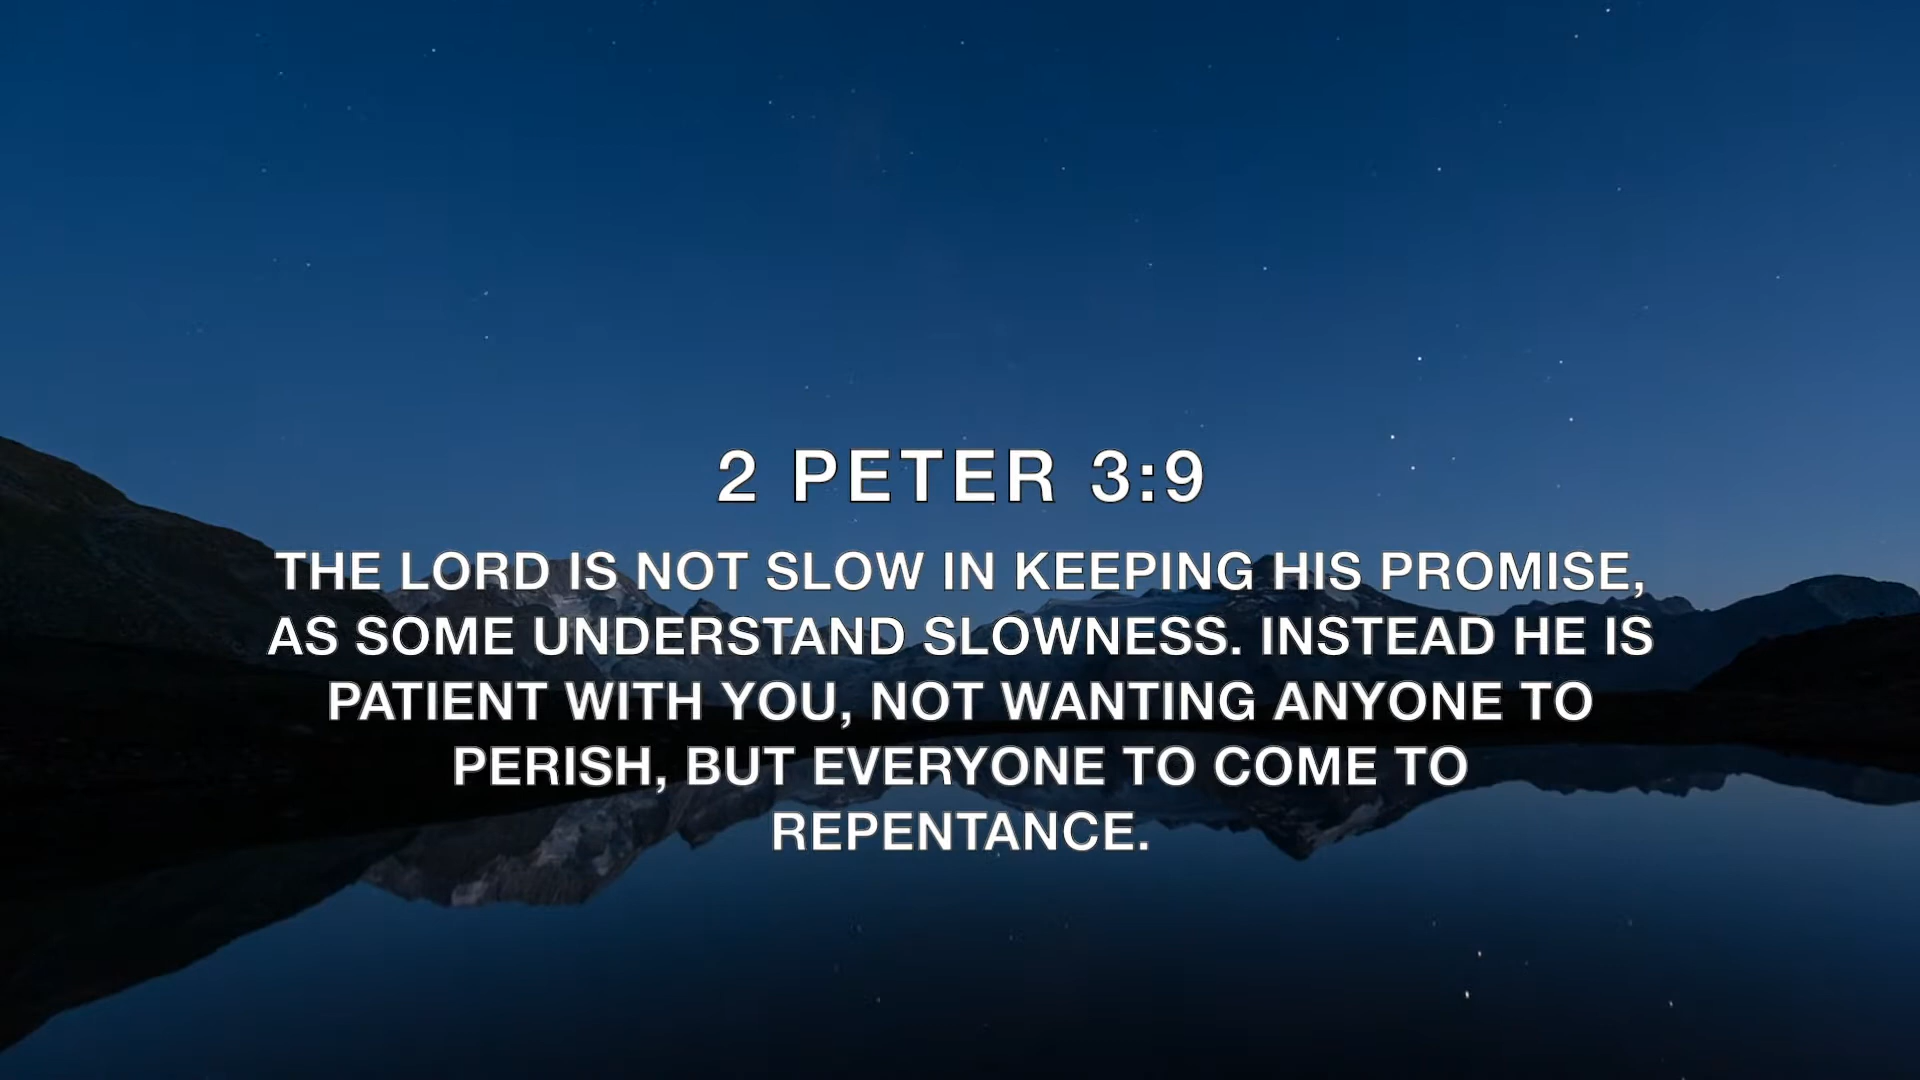 2 PETER 3:9
THE LORD IS NOT SLOW IN KEEPING HIS PROMISE,
AS SOME UNDERSTAND SLOWNESS. INSTEAD HE IS
PATIENT WITH YOU, NOT WANTING ANYONE TO
PERISH, BUT EVERYONE TO COME TO
REPENTANCE.